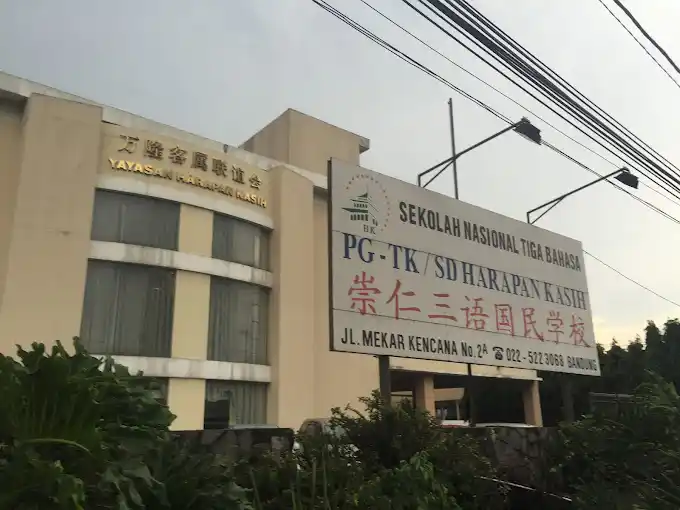 万隆客属联谊会
YAYASAN HARAPAN KASIH
HK
SEKOLAH NASIONAL TIGA BAHASA
PG - TK / SD HARAPAN KASIH
崇仁三语国民学校
JL. MEKAR KENCANA No. 2A ☎ 022 - 522 3068 BANDUNG